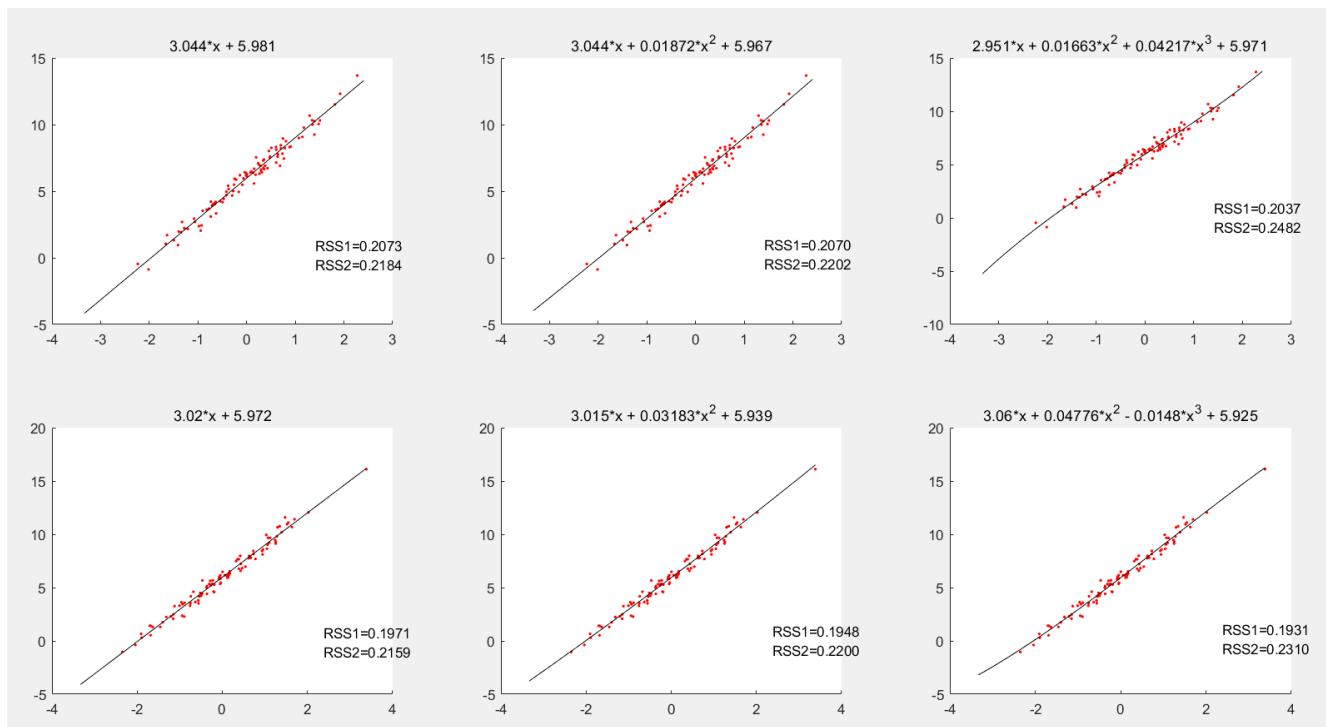 3.044*x + 5.981
15
10
5
0
-5
-4 -3 -2 -1 0 1 2 3
RSS1=0.2073
RSS2=0.2184
3.044*x + 0.01872*x^2 + 5.967
15
10
5
0
-5
-4 -3 -2 -1 0 1 2 3
RSS1=0.2070
RSS2=0.2202
2.951*x + 0.01663*x^2 + 0.04217*x^3 + 5.971
15
10
5
0
-5
-10
-4 -3 -2 -1 0 1 2 3
RSS1=0.2037
RSS2=0.2482
3.02*x + 5.972
20
15
10
5
0
-5
-4 -2 0 2 4
RSS1=0.1971
RSS2=0.2159
3.015*x + 0.03183*x^2 + 5.939
20
15
10
5
0
-5
-4 -2 0 2 4
RSS1=0.1948
RSS2=0.2200
3.06*x + 0.04776*x^2 - 0.0148*x^3 + 5.925
20
15
10
5
0
-5
-4 -2 0 2 4
RSS1=0.1931
RSS2=0.2310